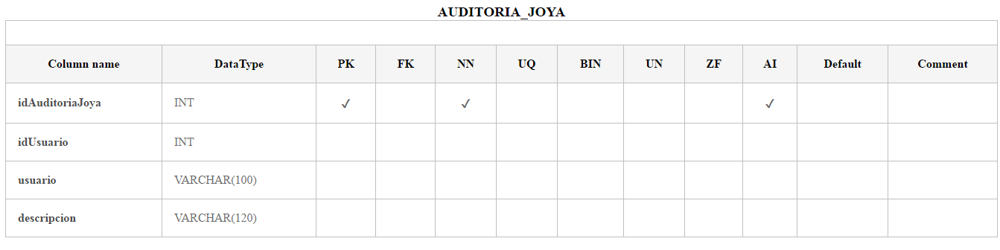 AUDITORIA_JOYA
Column name DataType PK FK NN UQ BIN UN ZF AI Default Comment
idAuditoriaJoya INT ✓ ✓ ✓
idUsuario INT
usuario VARCHAR(100)
descripcion VARCHAR(120)